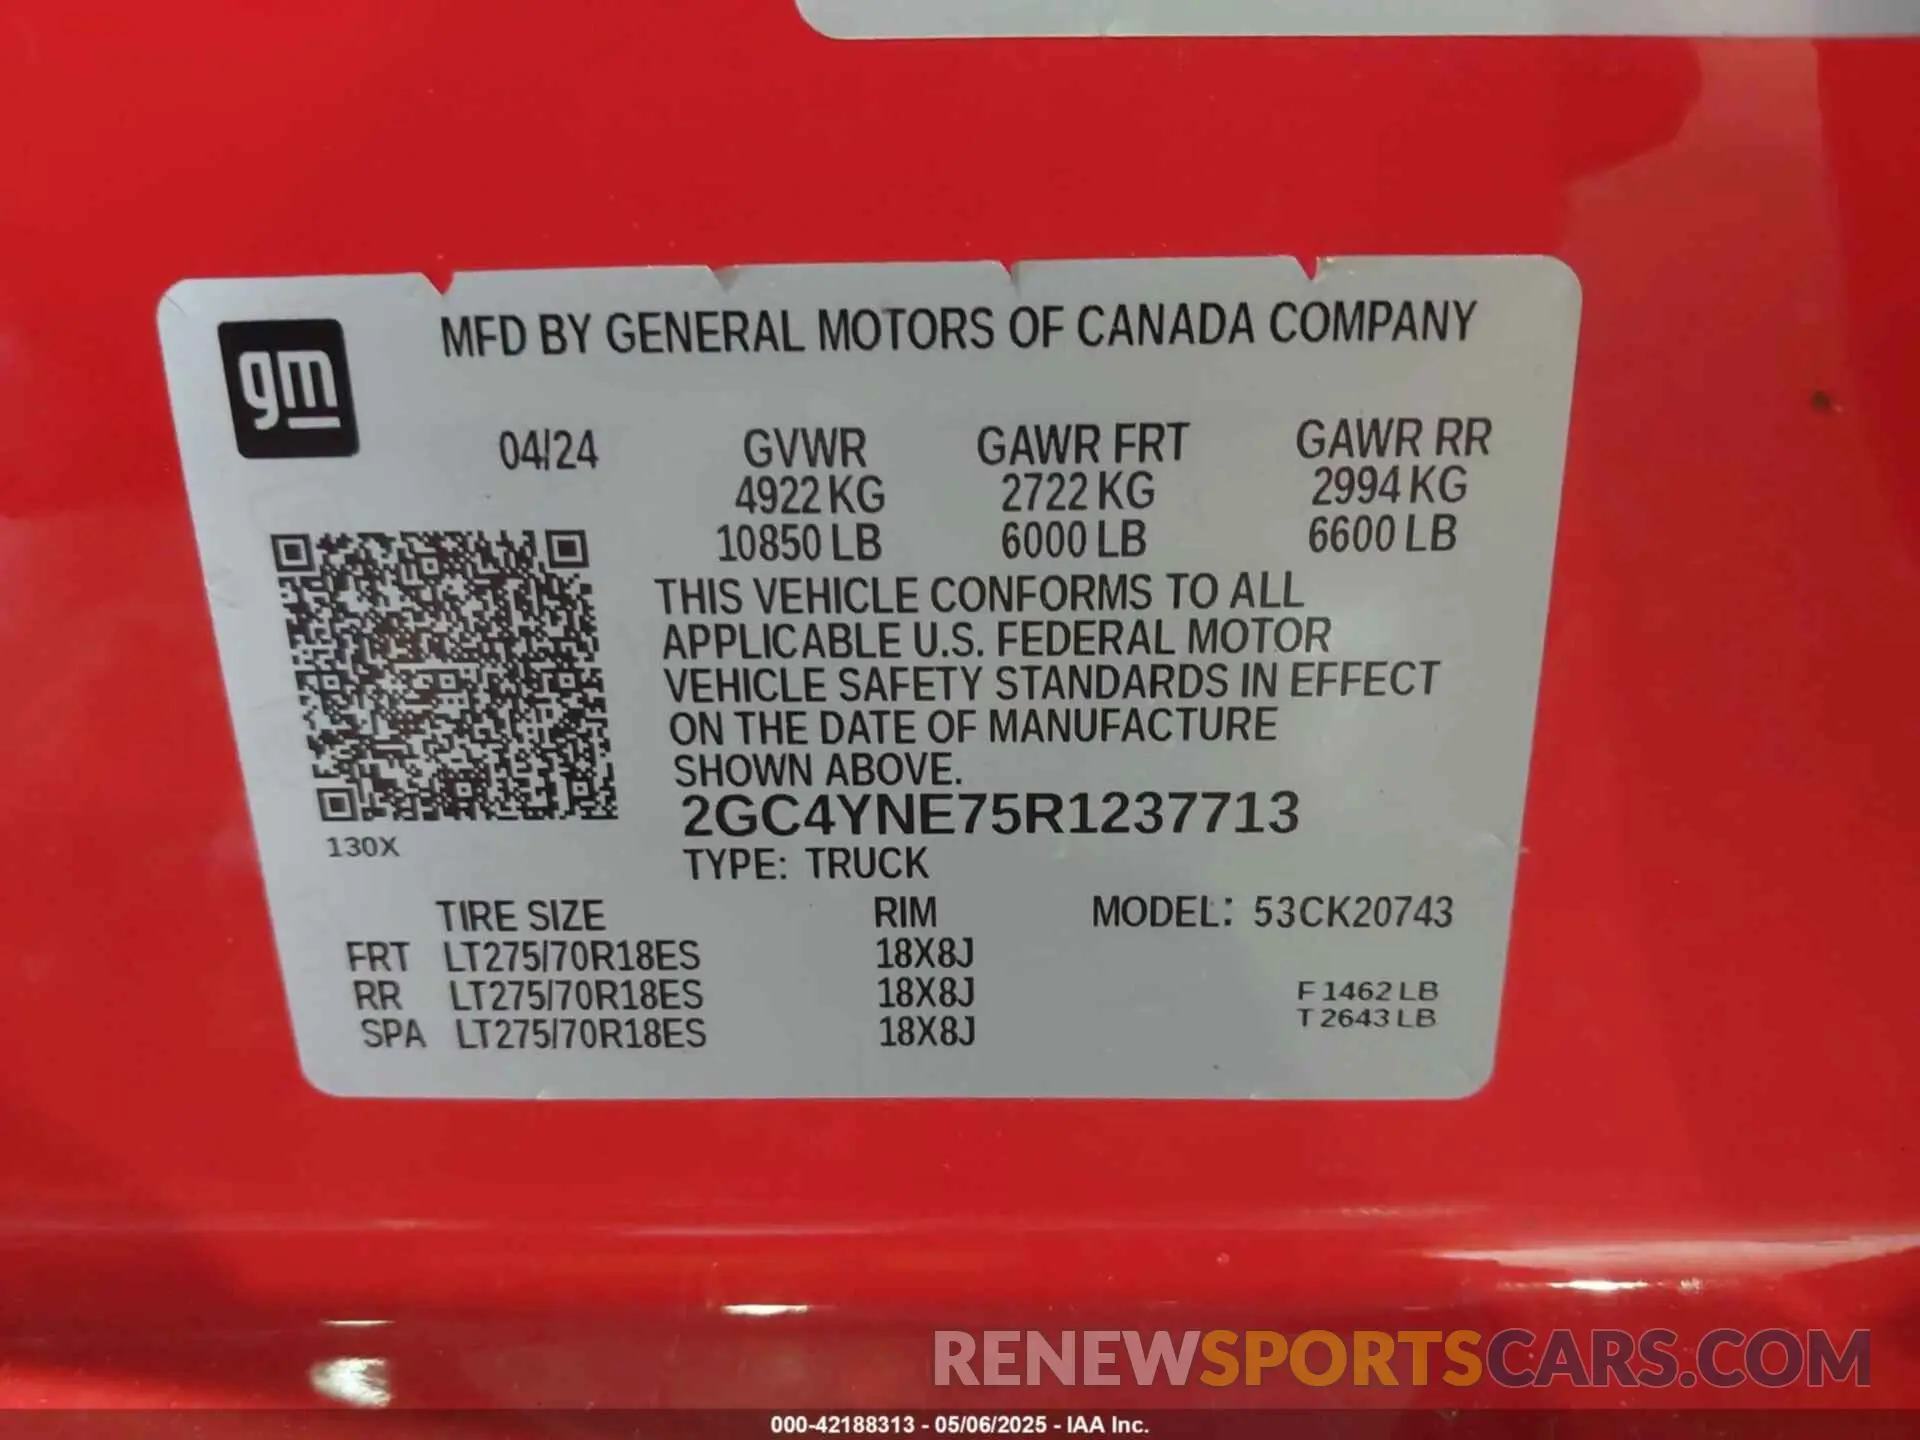 MFD BY GENERAL MOTORS OF CANADA COMPANY
gm
04/24 GVWR GAWR FRT GAWR RR
4922 KG 2722 KG 2994 KG
10850 LB 6000 LB 6600 LB
THIS VEHICLE CONFORMS TO ALL
APPLICABLE U.S. FEDERAL MOTOR
VEHICLE SAFETY STANDARDS IN EFFECT
ON THE DATE OF MANUFACTURE
SHOWN ABOVE.
2GC4YNE75R1237713
130X
TYPE: TRUCK
TIRE SIZE RIM MODEL: 53CK20743
FRT LT275/70R18ES 18X8J
RR LT275/70R18ES 18X8J F 1462 LB
SPA LT275/70R18ES 18X8J T 2643 LB
RENEWSPORTSCARS.COM
000-42188313 - 05/06/2025 - IAA Inc.